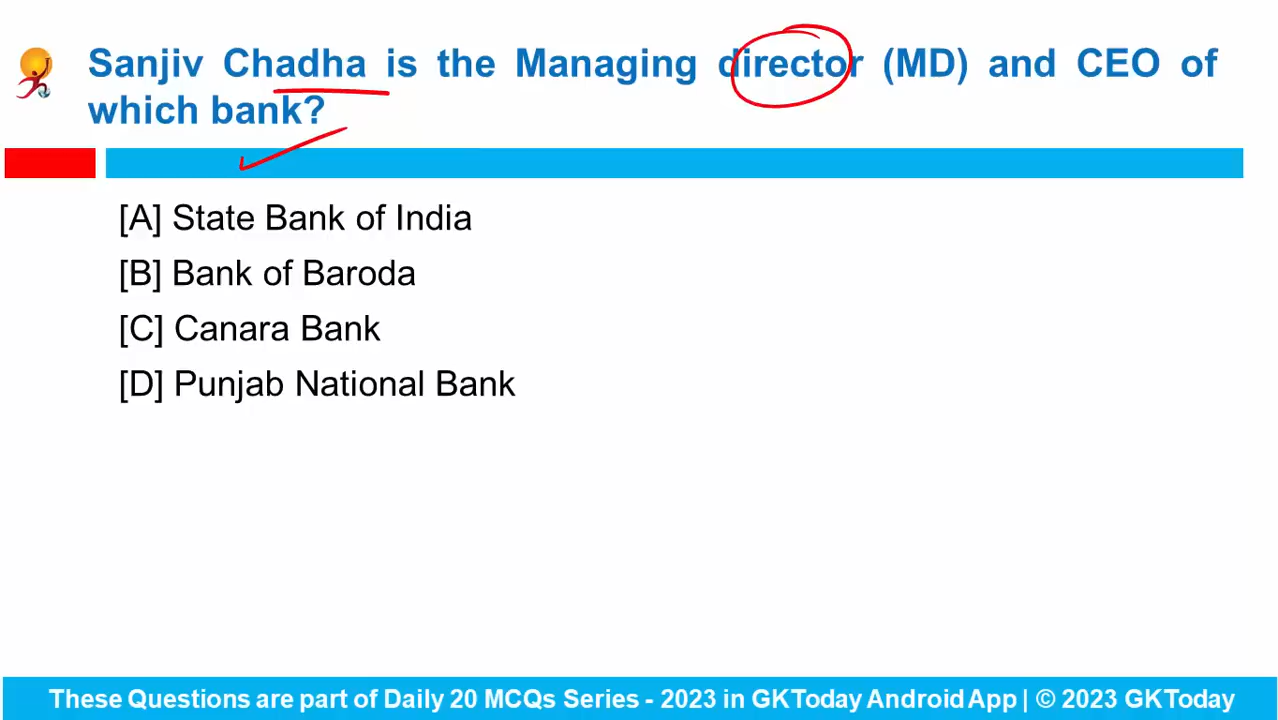 Sanjiv Chadha is the Managing director (MD) and CEO of
which bank?
[A] State Bank of India
[B] Bank of Baroda
[C] Canara Bank
[D] Punjab National Bank
These Questions are part of Daily 20 MCQs Series - 2023 in GKToday Android App | © 2023 GKToday